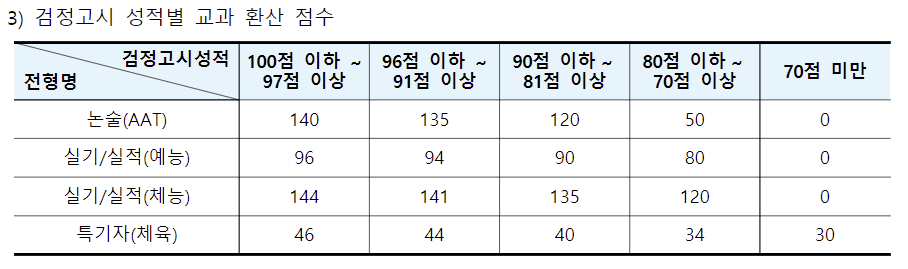 3) 검정고시 성적별 교과 환산 점수
검정고시성적
전형명
100점 이하 ~ 97점 이상
96점 이하 ~ 91점 이상
90점 이하 ~ 81점 이상
80점 이하 ~ 70점 이상
70점 미만
논술(AAT) 140 135 120 50 0
실기/실적(예능) 96 94 90 80 0
실기/실적(체능) 144 141 135 120 0
특기자(체육) 46 44 40 34 30